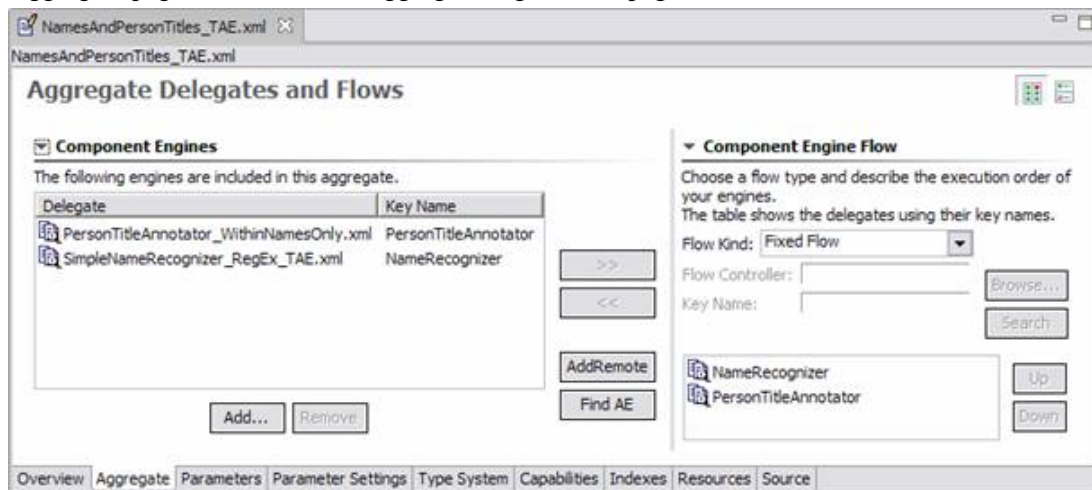 NamesAndPersonTitles_TAE.xml
NamesAndPersonTitles_TAE.xml
Aggregate Delegates and Flows
Component Engines
The following engines are included in this aggregate.
Delegate Key Name
PersonTitleAnnotator_WithinNamesOnly.xml PersonTitleAnnotator
SimpleNameRecognizer_RegEx_TAE.xml NameRecognizer
>>
<<
AddRemote
Find AE
Add... Remove
Component Engine Flow
Choose a flow type and describe the execution order of
your engines.
The table shows the delegates using their key names.
Flow Kind: Fixed Flow
Flow Controller:
Browse...
Key Name:
Search
NameRecognizer
PersonTitleAnnotator
Up
Down
Overview Aggregate Parameters Parameter Settings Type System Capabilities Indexes Resources Source